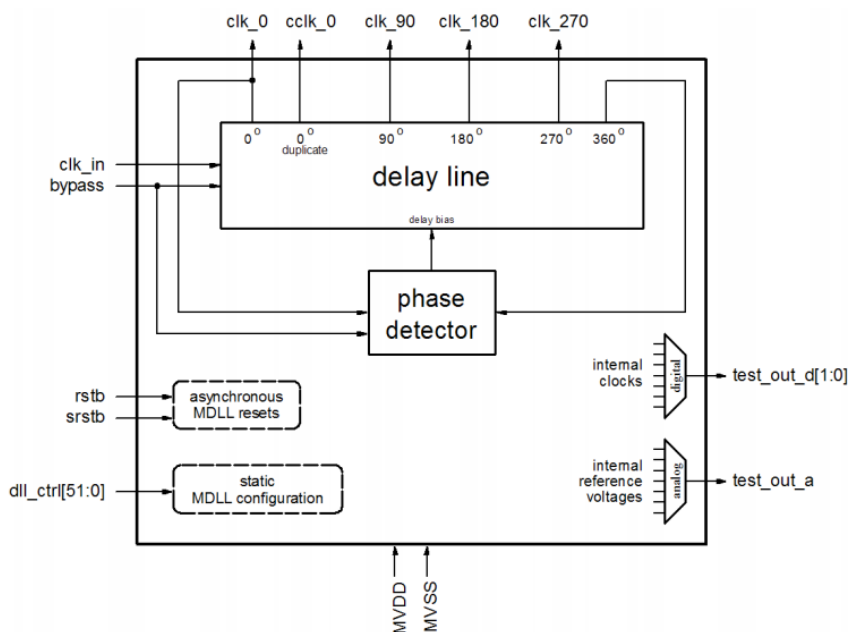 clk_0 cclk_0 clk_90 clk_180 clk_270
0° 0° 90° 180° 270° 360°
duplicate
clk_in
bypass
delay line
delay bias
phase
detector
rstb
srstb
asynchronous
MDLL resets
internal
clocks
digital
test_out_d[1:0]
dll_ctrl[51:0]
static
MDLL configuration
internal
reference
voltages
analog
test_out_a
MVDD
MVSS